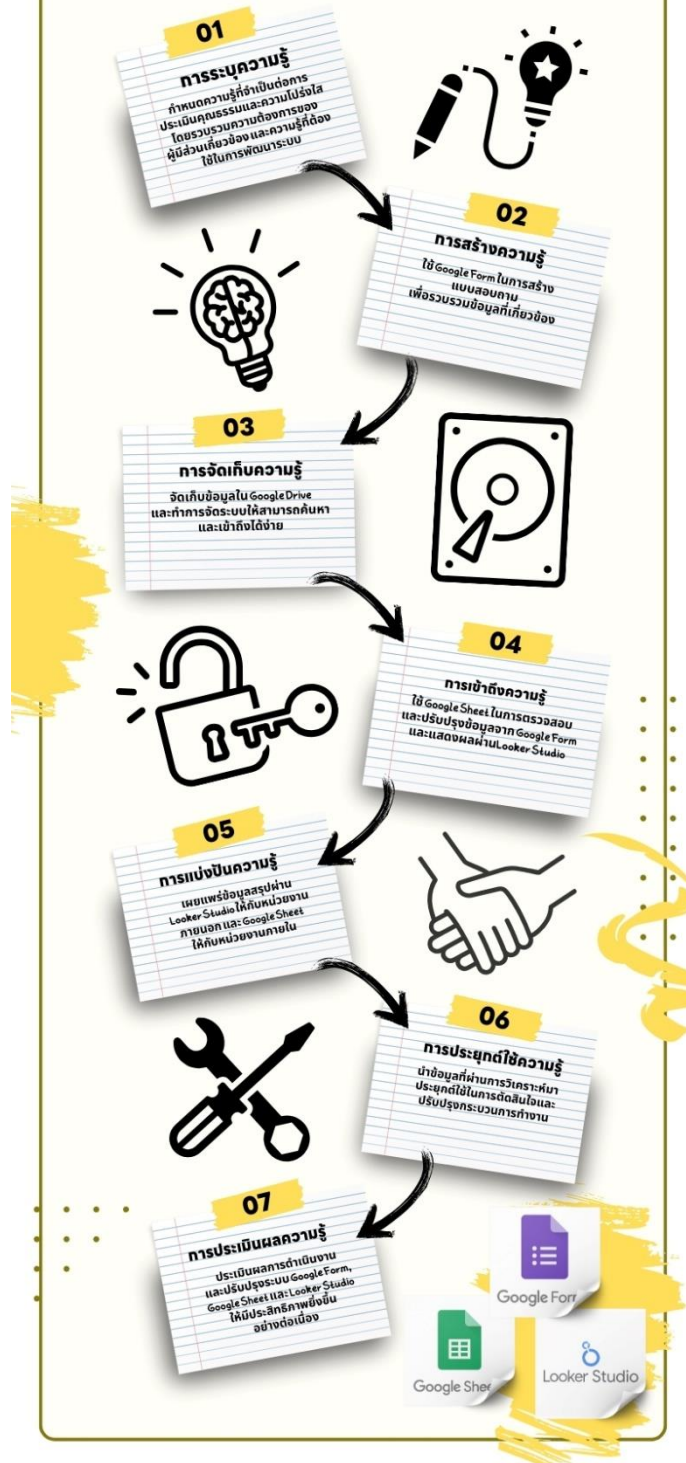 01
การระบุความรู้
กำหนดความรู้ที่จำเป็นต่อการ
ประเมินคุณธรรมและความโปร่งใส
โดยรวบรวมความต้องการของ
ผู้มีส่วนเกี่ยวข้อง และความรู้ที่ต้อง
ใช้ในการพัฒนาระบบ
02
การสร้างความรู้
ใช้ Google Form ในการสร้าง
แบบสอบถาม
เพื่อรวบรวมข้อมูลที่เกี่ยวข้อง
03
การจัดเก็บความรู้
จัดเก็บข้อมูลใน Google Drive
และทำการจัดระบบให้สามารถค้นหา
และเข้าถึงได้ง่าย
04
การเข้าถึงความรู้
ใช้ Google Sheet ในการตรวจสอบ
และปรับปรุงข้อมูลจาก Google Form
และแสดงผลผ่านLooker Studio
05
การแบ่งปันความรู้
เผยแพร่ข้อมูลสรุปผ่าน
Looker Studio ให้กับหน่วยงาน
ภายนอก และ Google Sheet
ให้กับหน่วยงานภายใน
06
การประยุกต์ใช้ความรู้
นำข้อมูลที่ผ่านการวิเคราะห์มา
ประยุกต์ใช้ในการตัดสินใจและ
ปรับปรุงกระบวนการทำงาน
07
การประเมินผลความรู้
ประเมินผลการดำเนินงาน
และปรับปรุงระบบ Google Form,
Google Sheet และ Looker Studio
ให้มีประสิทธิภาพยิ่งขึ้น
อย่างต่อเนื่อง
Google For
Google Shee
Looker Studio